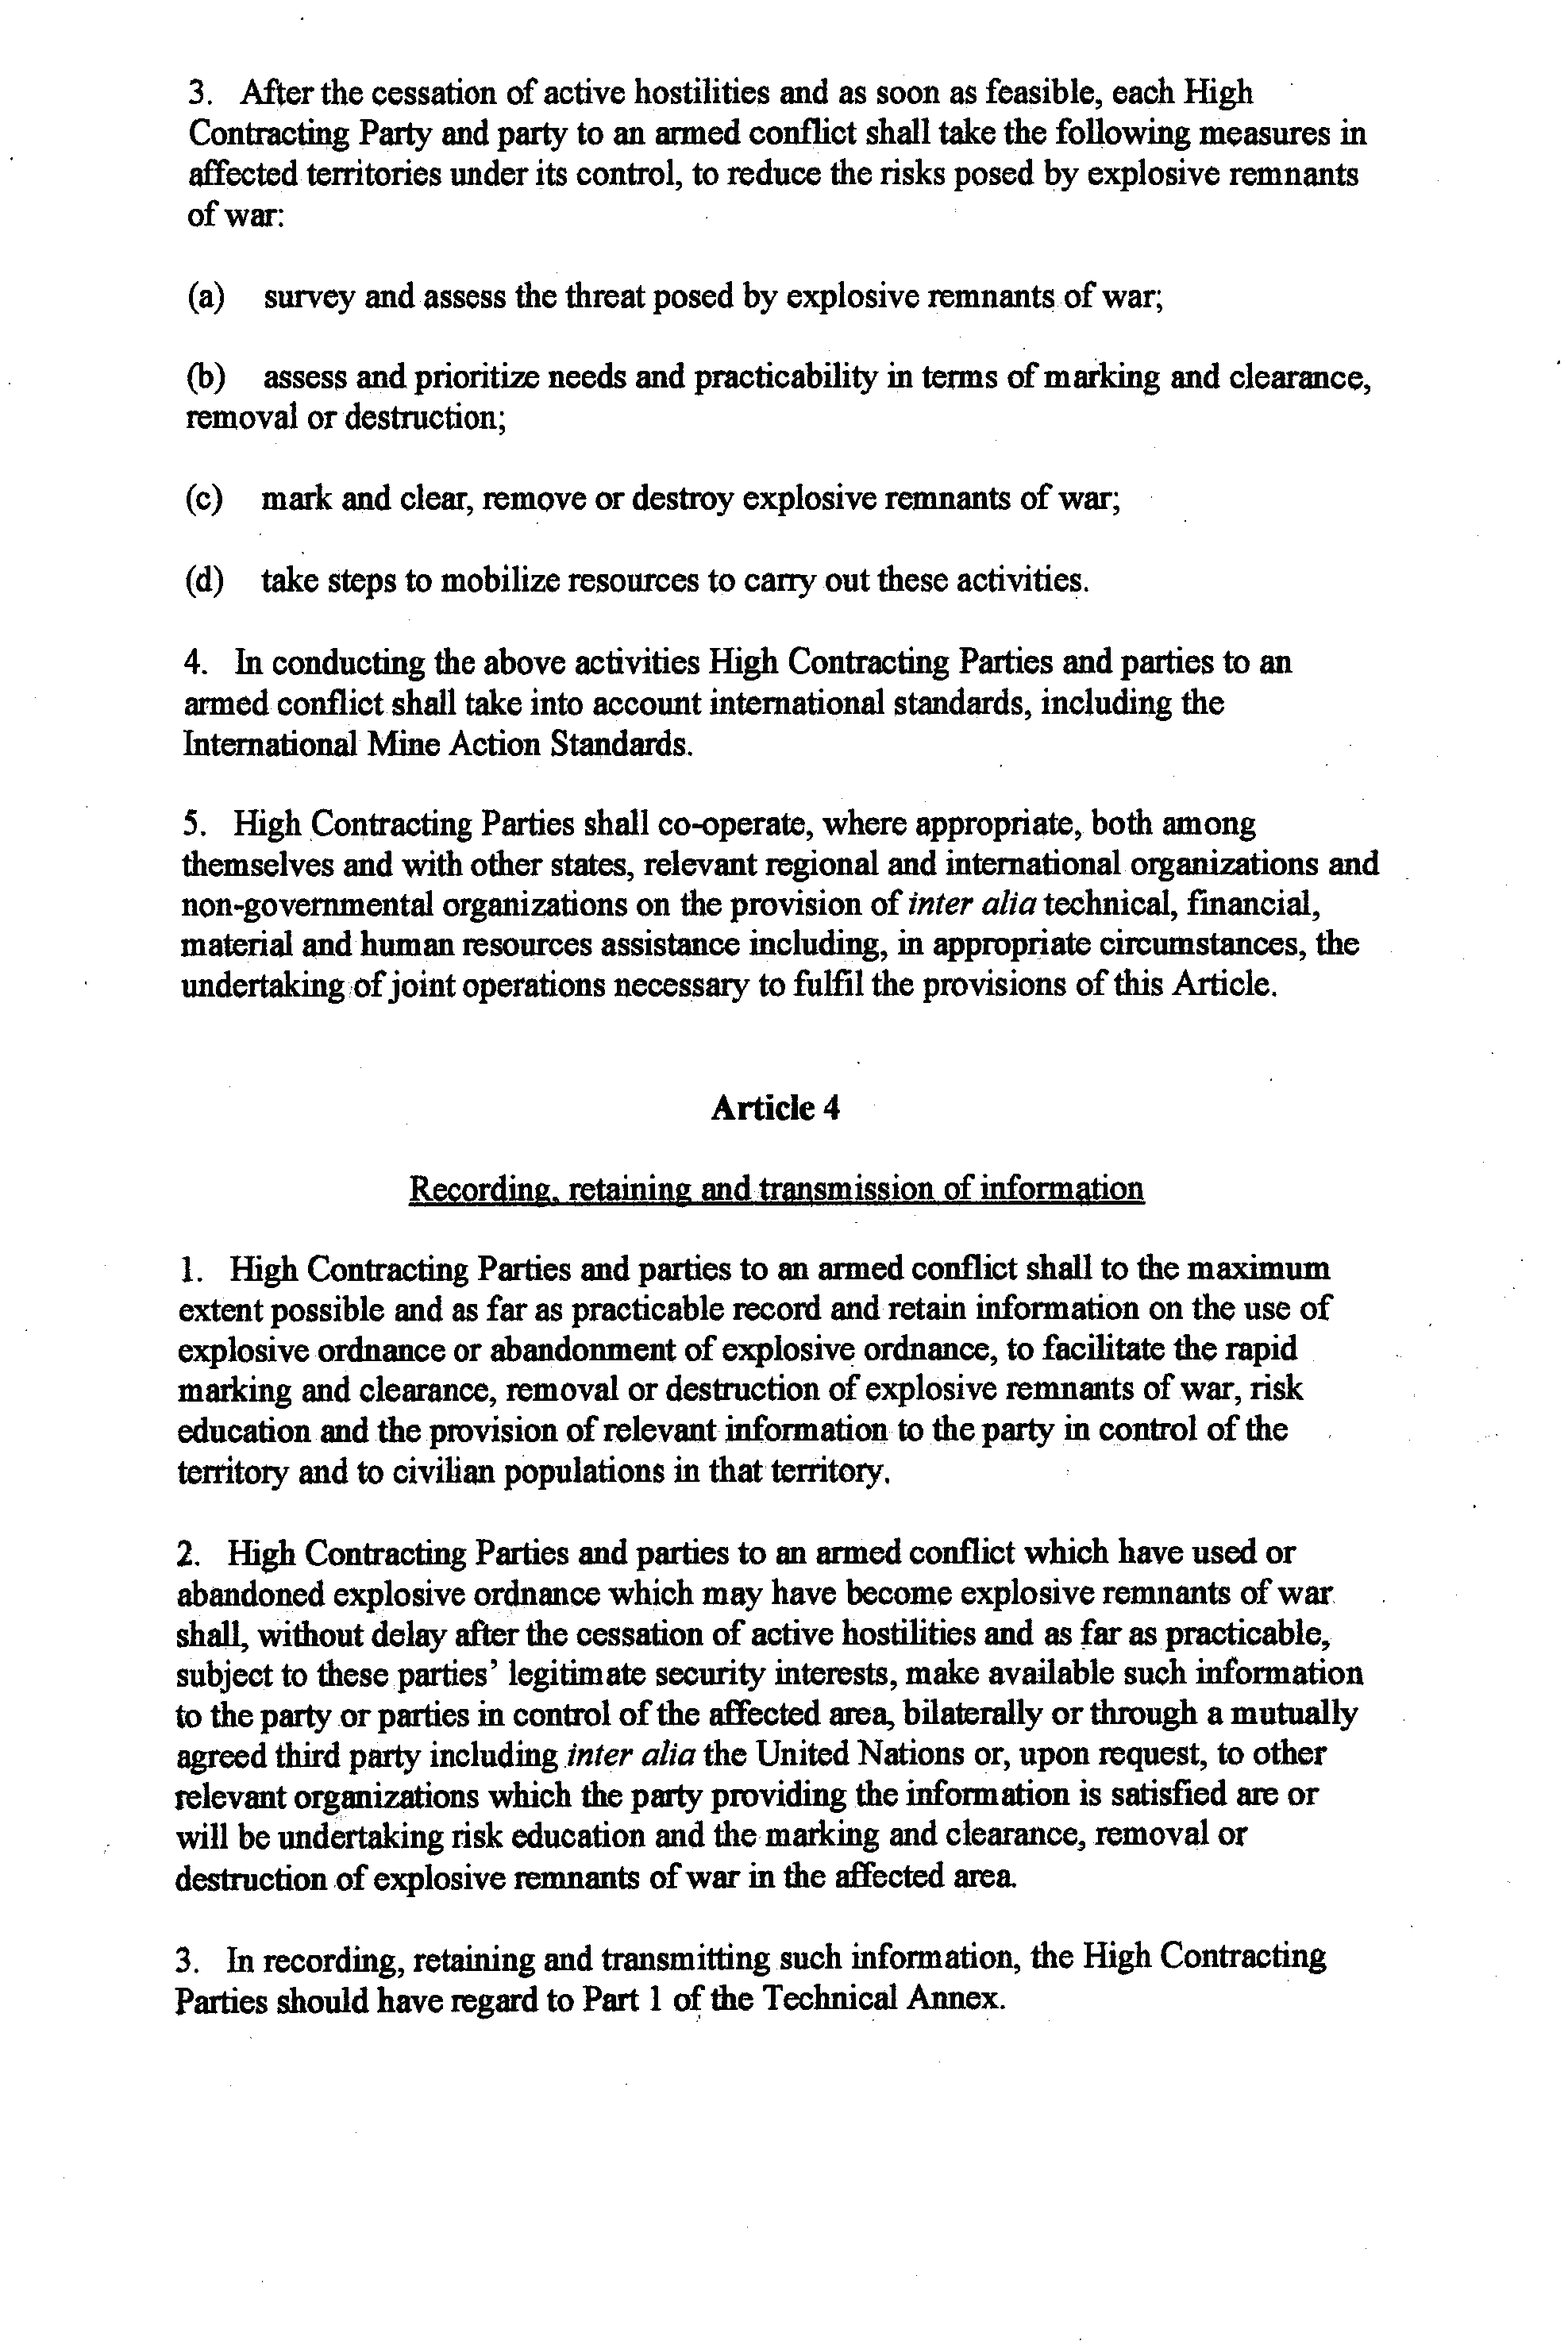 3. After the cessation of active hostilities and as soon as feasible, each High
Contracting Party and party to an armed conflict shall take the following measures in
affected territories under its control, to reduce the risks posed by explosive remnants
of war:
(a) survey and assess the threat posed by explosive remnants of war;
(b) assess and prioritize needs and practicability in terms of marking and clearance,
removal or destruction;
(c) mark and clear, remove or destroy explosive remnants of war;
(d) take steps to mobilize resources to carry out these activities.
4. In conducting the above activities High Contracting Parties and parties to an
armed conflict shall take into account international standards, including the
International Mine Action Standards.
5. High Contracting Parties shall co-operate, where appropriate, both among
themselves and with other states, relevant regional and international organizations and
non-governmental organizations on the provision of inter alia technical, financial,
material and human resources assistance including, in appropriate circumstances, the
undertaking of joint operations necessary to fulfil the provisions of this Article.
Article 4
Recording, retaining and transmission of information
1. High Contracting Parties and parties to an armed conflict shall to the maximum
extent possible and as far as practicable record and retain information on the use of
explosive ordnance or abandonment of explosive ordnance, to facilitate the rapid
marking and clearance, removal or destruction of explosive remnants of war, risk
education and the provision of relevant information to the party in control of the
territory and to civilian populations in that territory.
2. High Contracting Parties and parties to an armed conflict which have used or
abandoned explosive ordnance which may have become explosive remnants of war
shall, without delay after the cessation of active hostilities and as far as practicable,
subject to these parties’ legitimate security interests, make available such information
to the party or parties in control of the affected area, bilaterally or through a mutually
agreed third party including inter alia the United Nations or, upon request, to other
relevant organizations which the party providing the information is satisfied are or
will be undertaking risk education and the marking and clearance, removal or
destruction of explosive remnants of war in the affected area.
3. In recording, retaining and transmitting such information, the High Contracting
Parties should have regard to Part 1 of the Technical Annex.